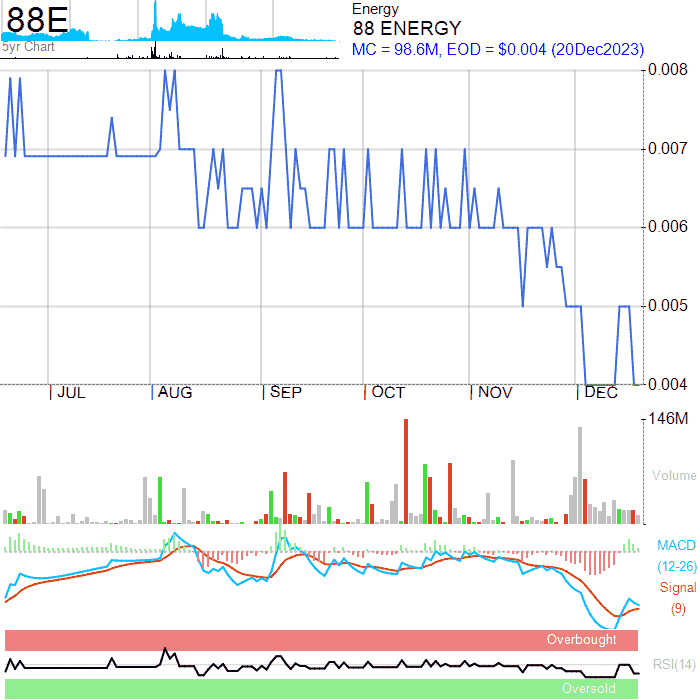 88E
5yr Chart
Energy
88 ENERGY
MC = 98.6M, EOD = $0.004 (20Dec2023)
0.008
0.007
0.006
0.005
0.004
JUL AUG SEP OCT NOV DEC
146M
Volume
MACD
(12-26)
Signal
(9)
Overbought
RSI(14)
Oversold